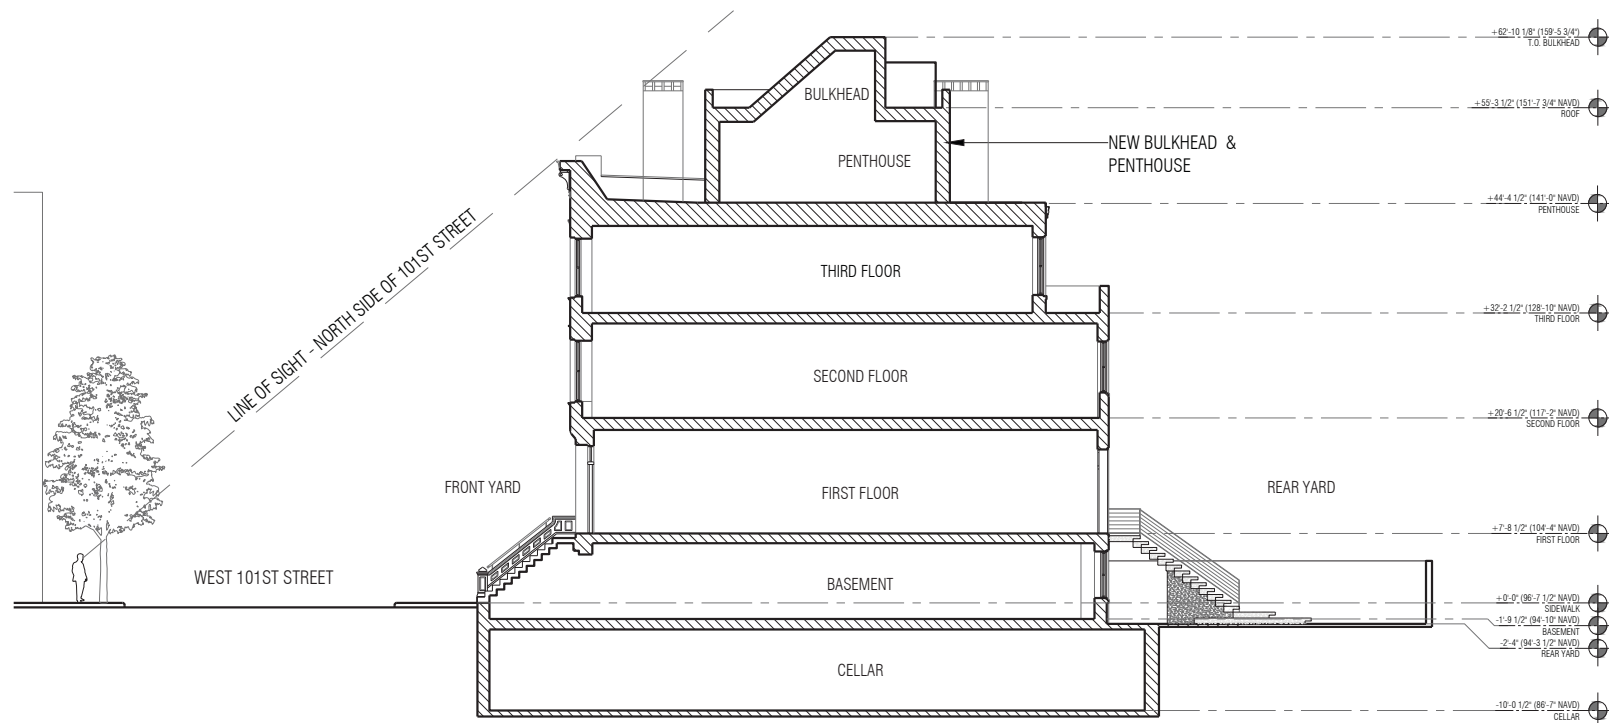 +62'-10 1/8" (159'-5 3/4")
T.O. BULKHEAD
BULKHEAD
+55'-3 1/2" (151'-7 3/4" NAVD)
ROOF
NEW BULKHEAD &
PENTHOUSE
PENTHOUSE
+44'-4 1/2" (141'-0" NAVD)
PENTHOUSE
LINE OF SIGHT - NORTH SIDE OF 101ST STREET
THIRD FLOOR
+32'-2 1/2" (128'-10" NAVD)
THIRD FLOOR
SECOND FLOOR
+20'-6 1/2" (117'-2" NAVD)
SECOND FLOOR
FRONT YARD
FIRST FLOOR
REAR YARD
+7'-8 1/2" (104'-4" NAVD)
FIRST FLOOR
WEST 101ST STREET
BASEMENT
+0'-0" (96'-7 1/2" NAVD)
SIDEWALK
-1'-9 1/2" (94'-10" NAVD)
BASEMENT
-2'-4" (94'-3 1/2" NAVD)
REAR YARD
CELLAR
-10'-0 1/2" (86'-7" NAVD)
CELLAR